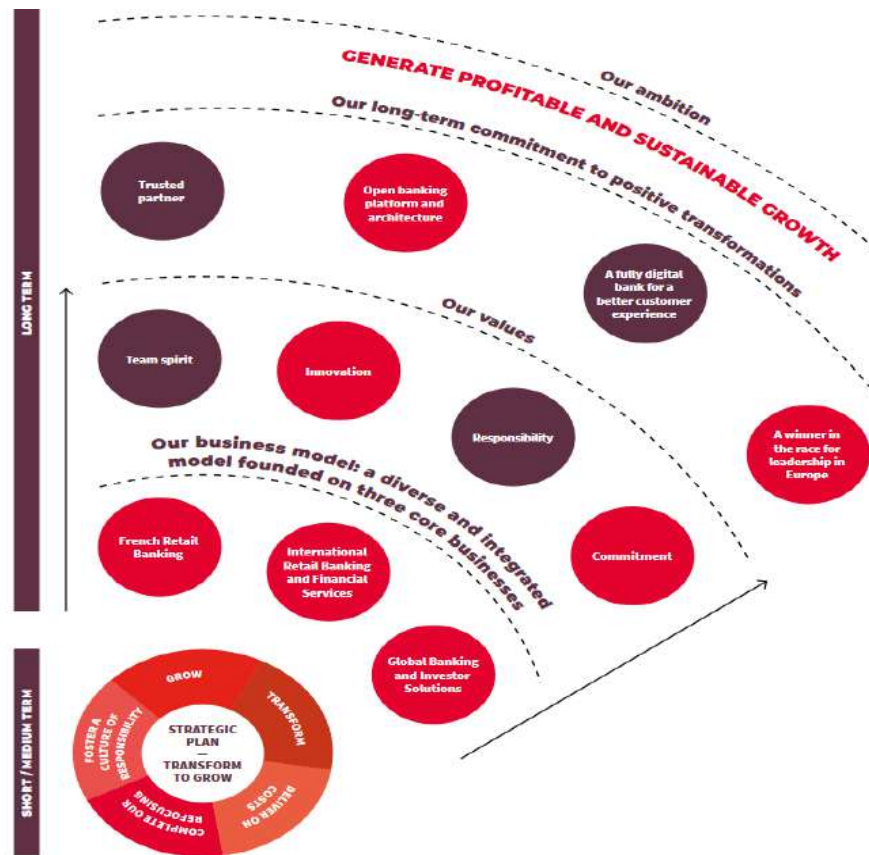 Our ambition
GENERATE PROFITABLE AND SUSTAINABLE GROWTH
Our long-term commitment to positive transformations
Trusted
partner
Open banking
platform and
architecture
A fully digital
bank for a
better customer
experience
A winner in
the race for
leadership in
Europe
Our values
Team spirit
Innovation
Responsibility
Commitment
Our business model: a diverse and integrated
model founded on three core businesses
French Retail
Banking
International
Retail Banking
and Financial
Services
Global Banking
and Investor
Solutions
LONG TERM
SHORT / MEDIUM TERM
STRATEGIC
PLAN
—
TRANSFORM
TO GROW
GROW
TRANSFORM
DELIVER ON
COSTS
COMPLETE OUR
REFOCUSING
FOSTER A
CULTURE OF
RESPONSIBILITY